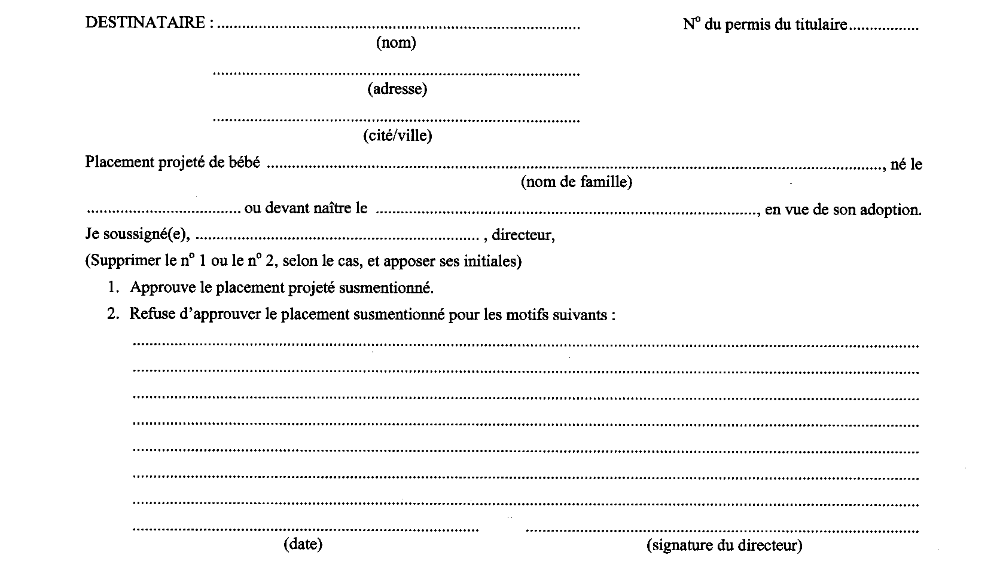 DESTINATAIRE : ........................................................................................ N° du permis du titulaire.................
(nom)
.........................................................................................
(adresse)
.........................................................................................
(cité/ville)
Placement projeté de bébé ....................................................................................................................................................., né le
(nom de famille)
..................................... ou devant naître le ............................................................................................, en vue de son adoption.
Je soussigné(e), ..................................................................... , directeur,
(Supprimer le n° 1 ou le n° 2, selon le cas, et apposer ses initiales)
1. Approuve le placement projeté susmentionné.
2. Refuse d’approuver le placement susmentionné pour les motifs suivants :
...............................................................................................................................................................................................
...............................................................................................................................................................................................
...............................................................................................................................................................................................
...............................................................................................................................................................................................
...............................................................................................................................................................................................
...............................................................................................................................................................................................
...............................................................................................................................................................................................
.................................................................................... ...............................................................................................
(date) (signature du directeur)